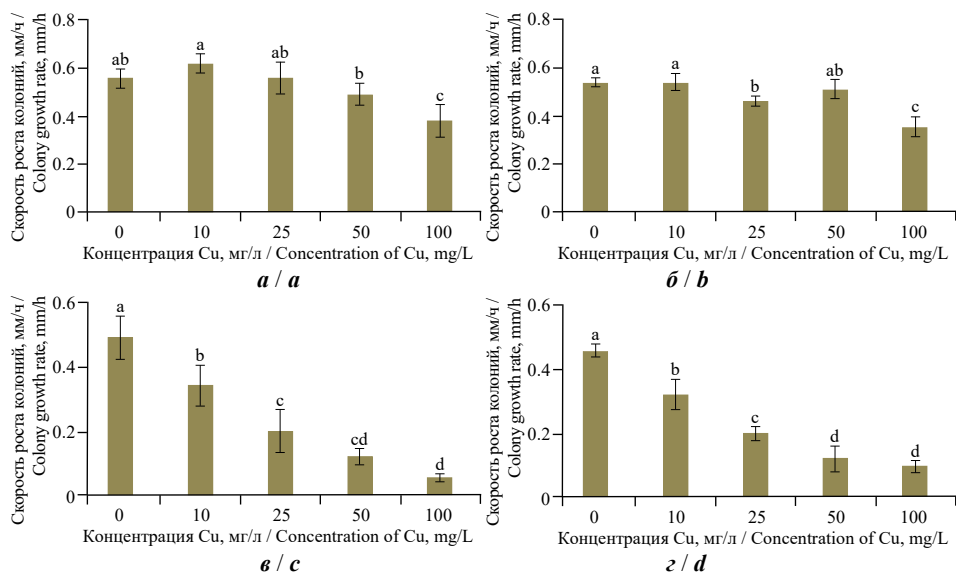 Скорость роста колоний, мм/ч /
Colony growth rate, mm/h
0.8
0.6
0.4
0.2
0
ab
a
ab
b
c
0
10
25
50
100
Концентрация Cu, мг/л / Concentration of Cu, mg/L
а / a
Скорость роста колоний, мм/ч /
Colony growth rate, mm/h
0.8
0.6
0.4
0.2
0
a
a
b
ab
c
0
10
25
50
100
Концентрация Cu, мг/л / Concentration of Cu, mg/L
б / b
Скорость роста колоний, мм/ч /
Colony growth rate, mm/h
0.6
0.4
0.2
0
a
b
c
cd
d
0
10
25
50
100
Концентрация Cu, мг/л / Concentration of Cu, mg/L
в / c
Скорость роста колоний, мм/ч /
Colony growth rate, mm/h
0.6
0.4
0.2
0
a
b
c
d
d
0
10
25
50
100
Концентрация Cu, мг/л / Concentration of Cu, mg/L
г / d